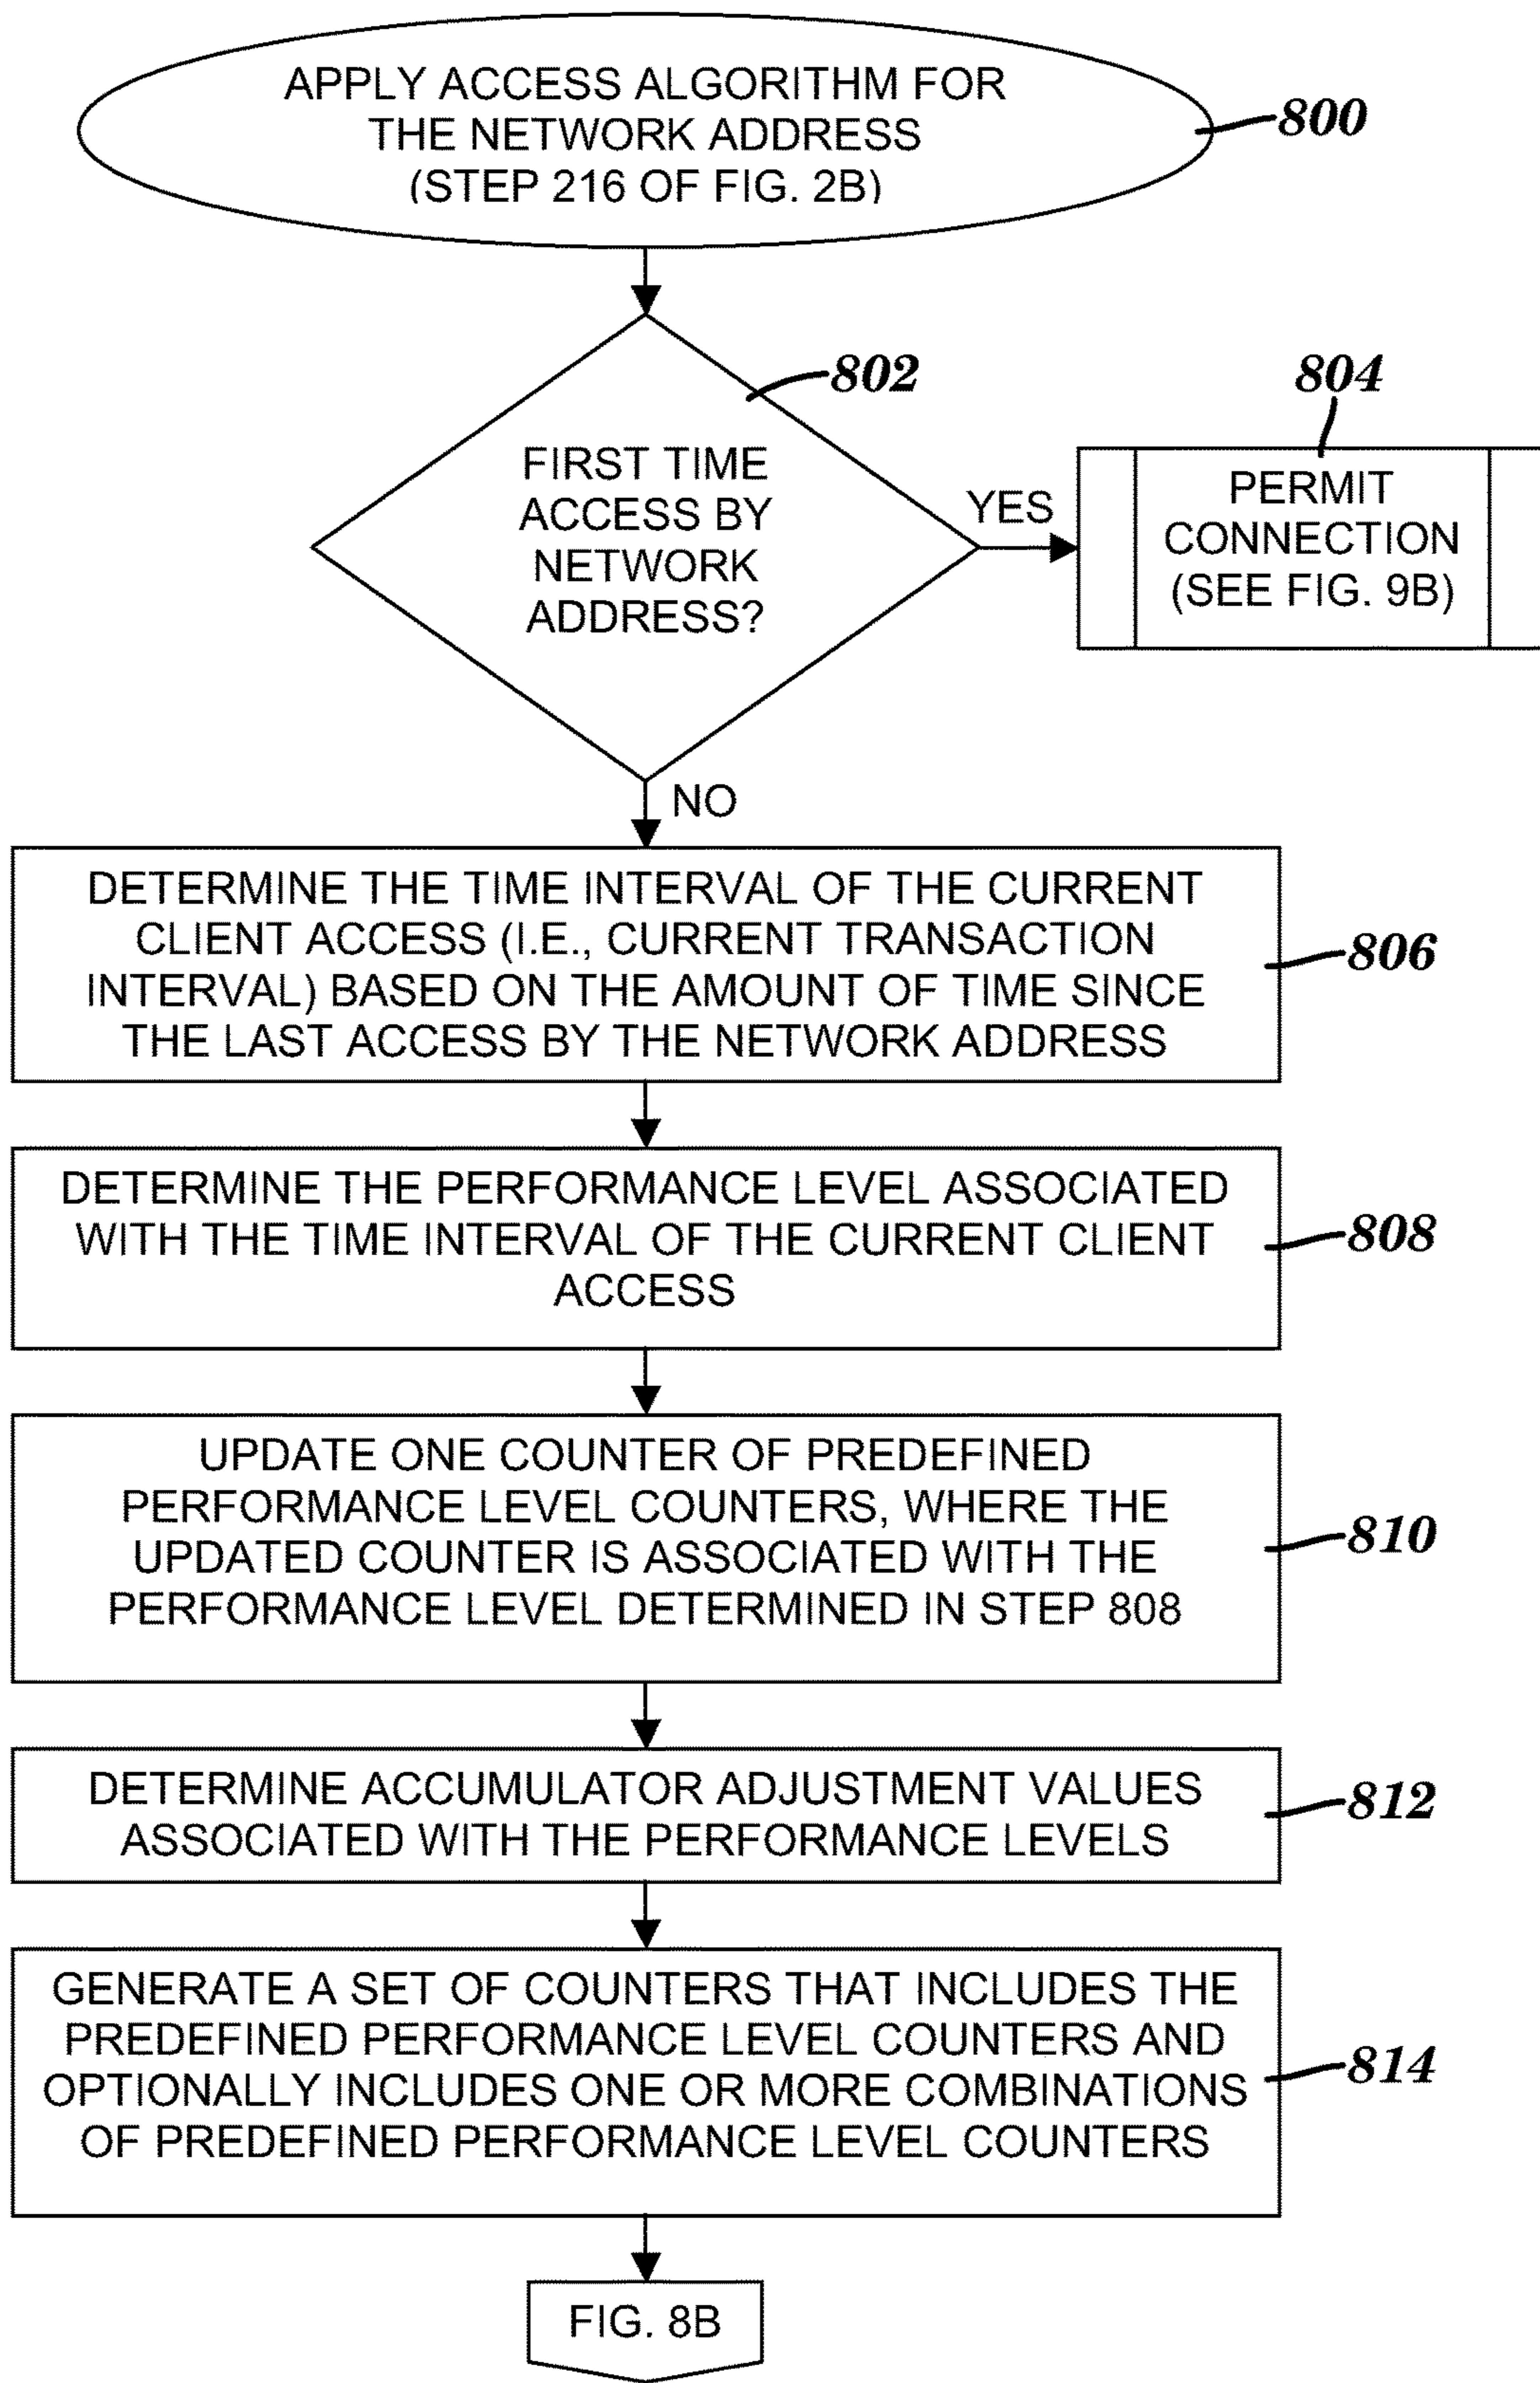 APPLY ACCESS ALGORITHM FOR
THE NETWORK ADDRESS
(STEP 216 OF FIG. 2B)
800
802
FIRST TIME
ACCESS BY
NETWORK
ADDRESS?
YES
804
PERMIT
CONNECTION
(SEE FIG. 9B)
NO
DETERMINE THE TIME INTERVAL OF THE CURRENT
CLIENT ACCESS (I.E., CURRENT TRANSACTION
INTERVAL) BASED ON THE AMOUNT OF TIME SINCE
THE LAST ACCESS BY THE NETWORK ADDRESS
806
DETERMINE THE PERFORMANCE LEVEL ASSOCIATED
WITH THE TIME INTERVAL OF THE CURRENT CLIENT
ACCESS
808
UPDATE ONE COUNTER OF PREDEFINED
PERFORMANCE LEVEL COUNTERS, WHERE THE
UPDATED COUNTER IS ASSOCIATED WITH THE
PERFORMANCE LEVEL DETERMINED IN STEP 808
810
DETERMINE ACCUMULATOR ADJUSTMENT VALUES
ASSOCIATED WITH THE PERFORMANCE LEVELS
812
GENERATE A SET OF COUNTERS THAT INCLUDES THE
PREDEFINED PERFORMANCE LEVEL COUNTERS AND
OPTIONALLY INCLUDES ONE OR MORE COMBINATIONS
OF PREDEFINED PERFORMANCE LEVEL COUNTERS
814
FIG. 8B